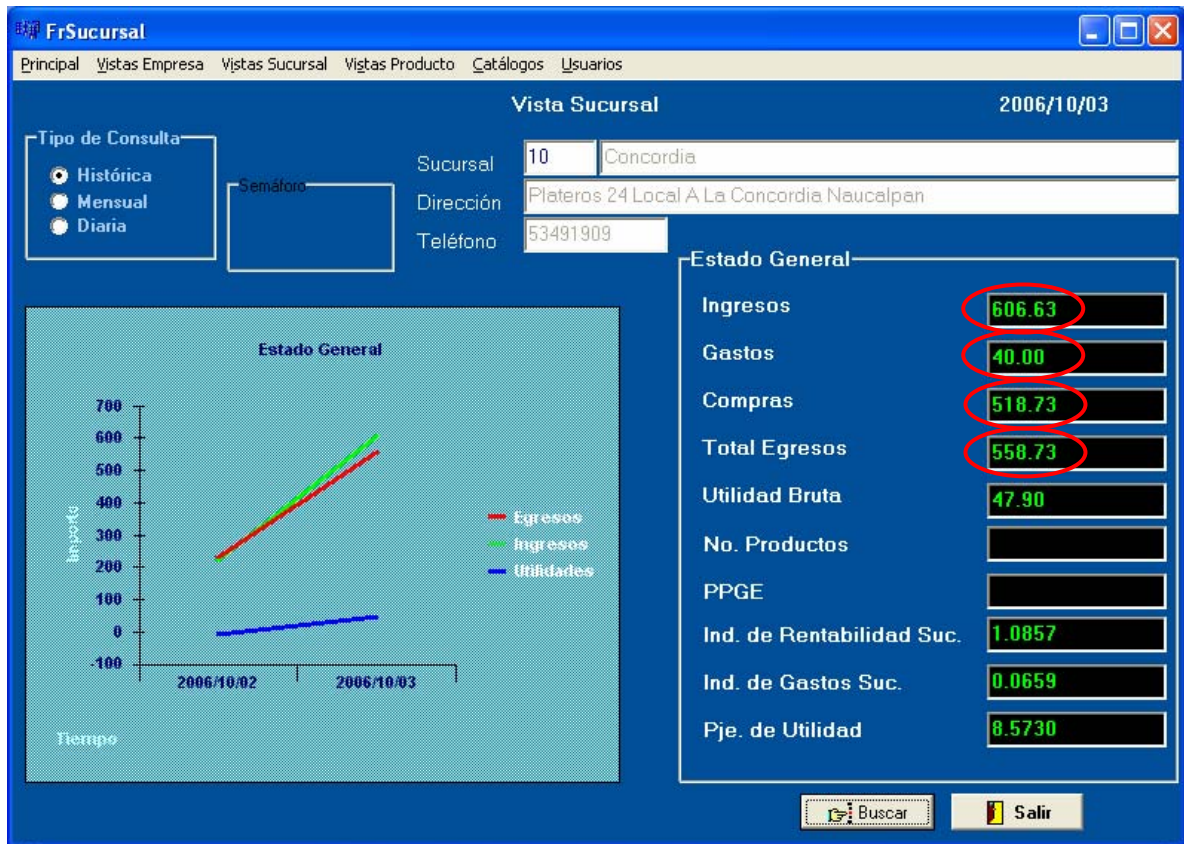 FrSucursal
Principal Vistas Empresa Vistas Sucursal Vistas Producto Catálogos Usuarios
Vista Sucursal 2006/10/03
Tipo de Consulta
Histórica
Mensual
Diaria
Semáforo
Sucursal 10 Concordia
Dirección Plateros 24 Local A La Concordia Naucalpan
Teléfono 53491909
Estado General
700
600
500
400
300
200
100
0
-100
Importe
2006/10/02 2006/10/03
Tiempo
Egresos
Ingresos
Utilidades
Estado General
Ingresos 606.63
Gastos 40.00
Compras 518.73
Total Egresos 558.73
Utilidad Bruta 47.90
No. Productos
PPGE
Ind. de Rentabilidad Suc. 1.0857
Ind. de Gastos Suc. 0.0659
Pje. de Utilidad 8.5730
Buscar Salir